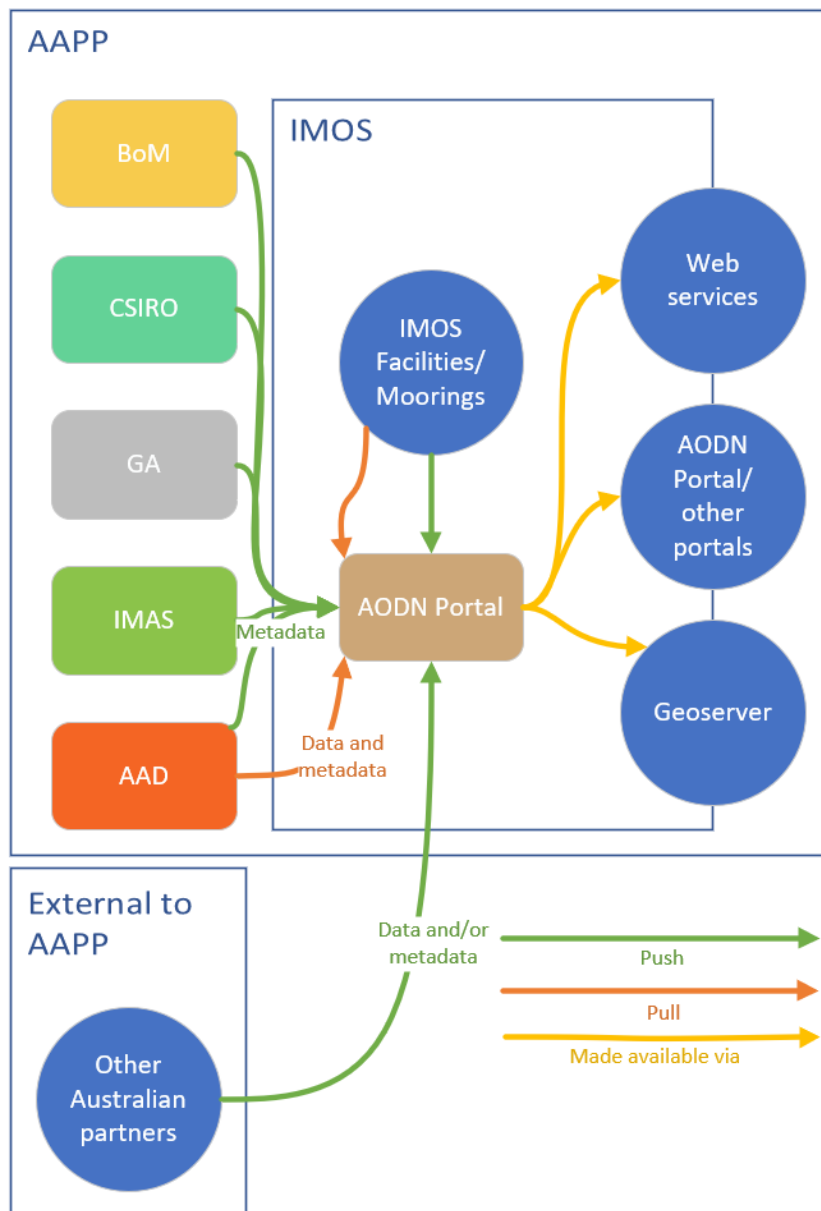 AAPP
BoM
CSIRO
GA
IMAS
AAD
IMOS
IMOS
Facilities/
Moorings
AODN Portal
Metadata
Data and
metadata
Web
services
AODN
Portal/
other
portals
Geoserver
External to
AAPP
Other
Australian
partners
Data and/or
metadata
Push
Pull
Made available via